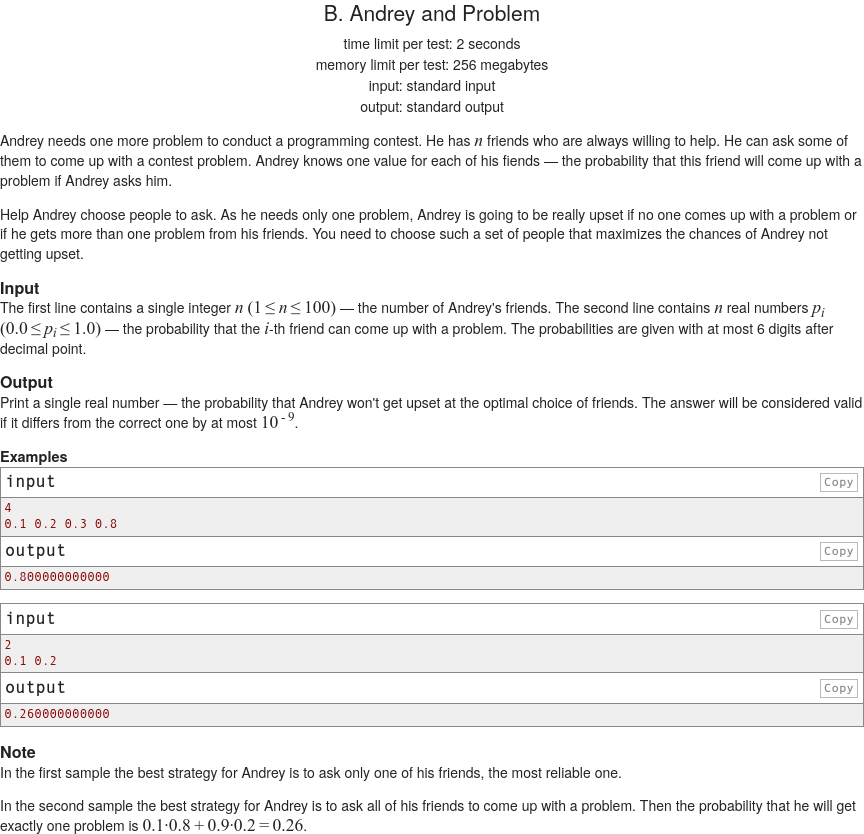 B. Andrey and Problem
time limit per test: 2 seconds
memory limit per test: 256 megabytes
input: standard input
output: standard output
Andrey needs one more problem to conduct a programming contest. He has n friends who are always willing to help. He can ask some of
them to come up with a contest problem. Andrey knows one value for each of his fiends — the probability that this friend will come up with a
problem if Andrey asks him.
Help Andrey choose people to ask. As he needs only one problem, Andrey is going to be really upset if no one comes up with a problem or
if he gets more than one problem from his friends. You need to choose such a set of people that maximizes the chances of Andrey not
getting upset.
Input
The first line contains a single integer n (1 ≤ n ≤ 100) — the number of Andrey's friends. The second line contains n real numbers pᵢ
(0.0 ≤ pᵢ ≤ 1.0) — the probability that the i-th friend can come up with a problem. The probabilities are given with at most 6 digits after
decimal point.
Output
Print a single real number — the probability that Andrey won't get upset at the optimal choice of friends. The answer will be considered valid
if it differs from the correct one by at most 10⁻⁹.
Examples
input Copy
4
0.1 0.2 0.3 0.8
output Copy
0.800000000000
input Copy
2
0.1 0.2
output Copy
0.260000000000
Note
In the first sample the best strategy for Andrey is to ask only one of his friends, the most reliable one.
In the second sample the best strategy for Andrey is to ask all of his friends to come up with a problem. Then the probability that he will get
exactly one problem is 0.1·0.8 + 0.9·0.2 = 0.26.